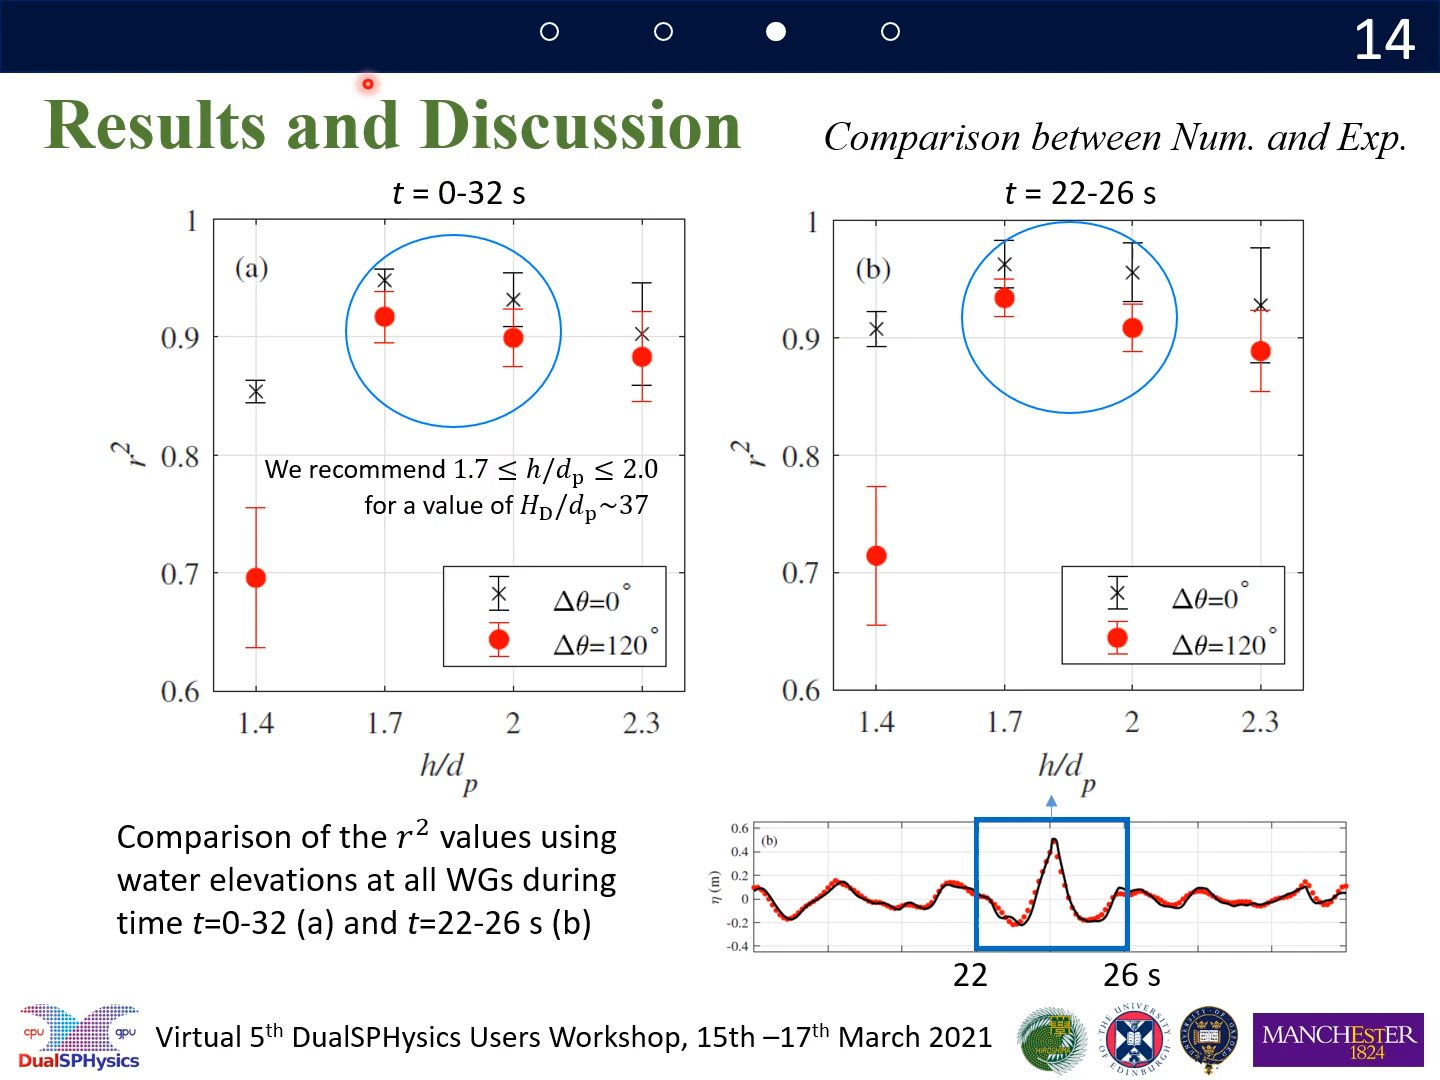 14
Results and Discussion
Comparison between Num. and Exp.
t = 0-32 s
t = 22-26 s
(a)
1
0.9
0.8
0.7
0.6
r²
We recommend 1.7 ≤ h/dₚ ≤ 2.0
for a value of H_D/dₚ~37
Δθ=0°
Δθ=120°
1.4 1.7 2 2.3
h/dₚ
(b)
1
0.9
0.8
0.7
0.6
r²
Δθ=0°
Δθ=120°
1.4 1.7 2 2.3
h/dₚ
Comparison of the r² values using
water elevations at all WGs during
time t=0-32 (a) and t=22-26 s (b)
(b)
0.6
0.4
0.2
0
-0.2
-0.4
η (m)
22 26 s
cpu gpu
DualSPHysics
Virtual 5th DualSPHysics Users Workshop, 15th –17th March 2021
HIROSHIMA
THE UNIVERSITY OF EDINBURGH
MANCHESTER
1824